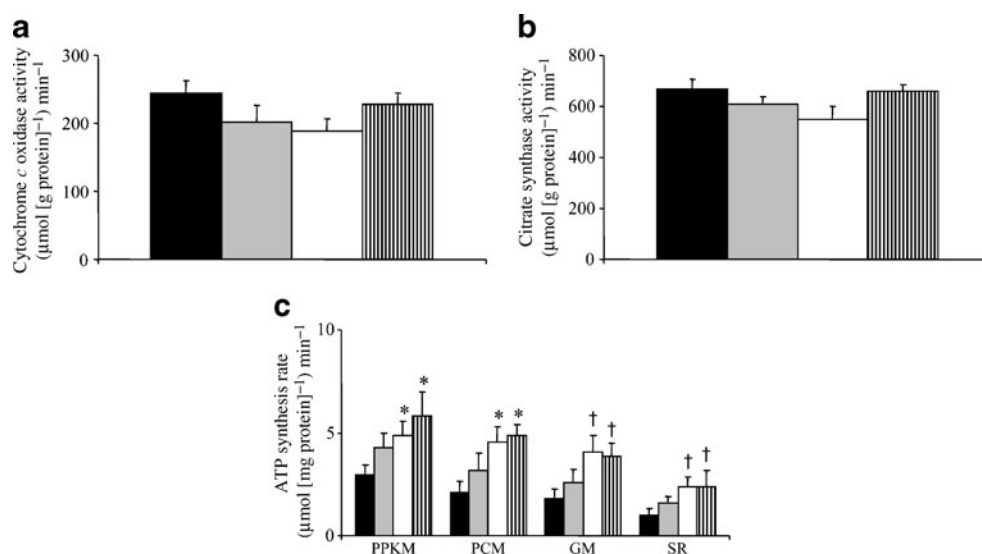 a
Cytochrome c oxidase activity
(μmol [g protein]⁻¹) min⁻¹
300
200
100
0
b
Citrate synthase activity
(μmol [g protein]⁻¹) min⁻¹
800
600
400
200
0
c
ATP synthesis rate
(μmol [mg protein]⁻¹) min⁻¹
10
5
0
* *
* *
† †
† †
PPKM PCM GM SR